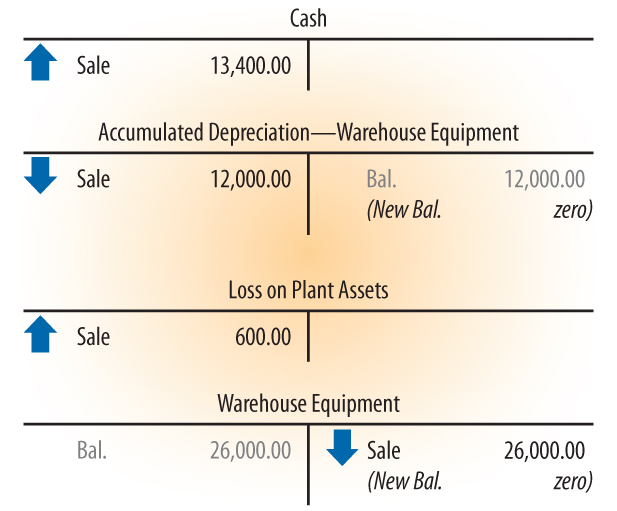 Cash
Sale 13,400.00
Accumulated Depreciation—Warehouse Equipment
Sale 12,000.00 Bal. 12,000.00
(New Bal. zero)
Loss on Plant Assets
Sale 600.00
Warehouse Equipment
Bal. 26,000.00 Sale 26,000.00
(New Bal. zero)